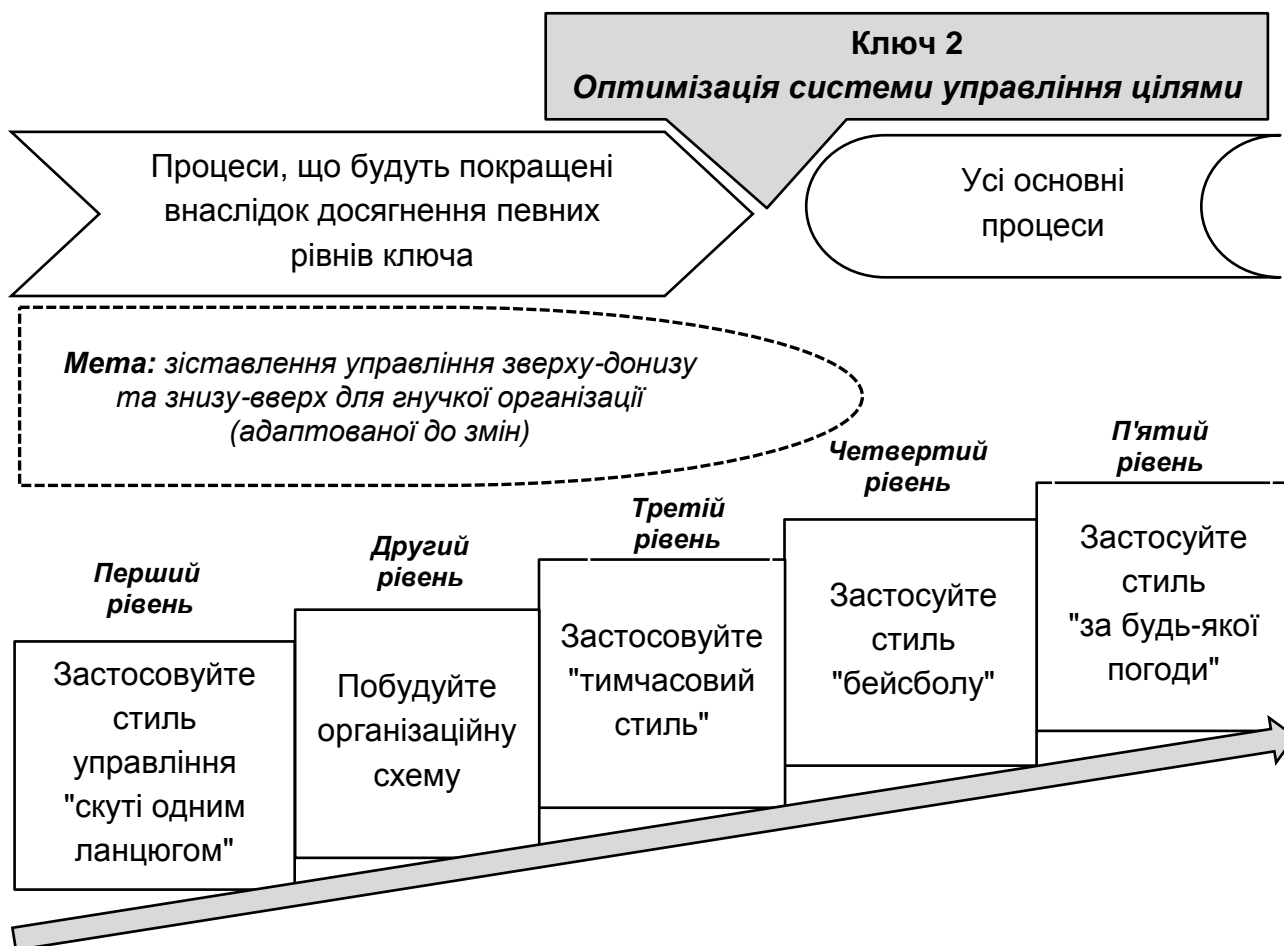 Ключ 2
Оптимізація системи управління цілями
Процеси, що будуть покращені
внаслідок досягнення певних
рівнів ключа
Усі основні
процеси
Мета: зіставлення управління зверху-донизу
та знизу-вверх для гнучкої організації
(адаптованої до змін)
Перший
рівень
Застосовуйте
стиль
управління
"скуті одним
ланцюгом"
Другий
рівень
Побудуйте
організаційну
схему
Третій
рівень
Застосовуйте
"тимчасовий
стиль"
Четвертий
рівень
Застосуйте
стиль
"бейсболу"
П'ятий
рівень
Застосуйте
стиль
"за будь-якої
погоди"